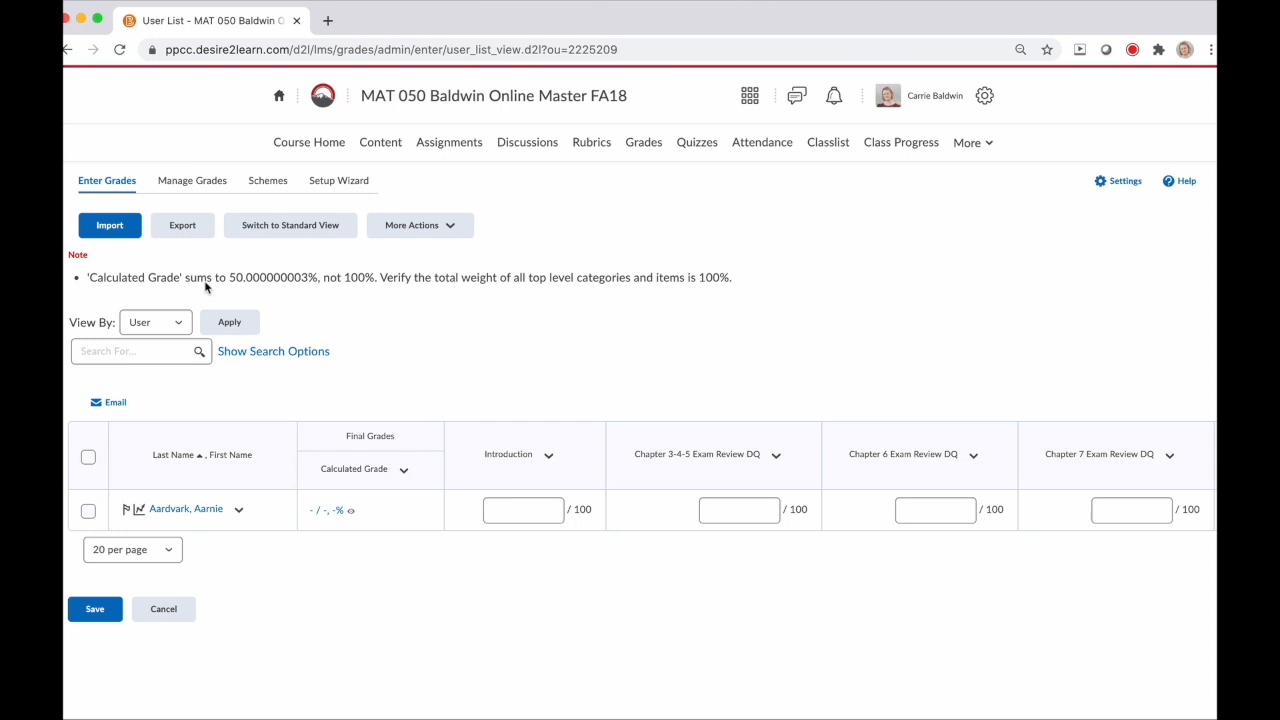 User List - MAT 050 Baldwin O
ppcc.desire2learn.com/d2l/lms/grades/admin/enter/user_list_view.d2l?ou=2225209
MAT 050 Baldwin Online Master FA18
Carrie Baldwin
Course Home Content Assignments Discussions Rubrics Grades Quizzes Attendance Classlist Class Progress More
Enter Grades Manage Grades Schemes Setup Wizard Settings Help
Import Export Switch to Standard View More Actions
Note
• 'Calculated Grade' sums to 50.000000003%, not 100%. Verify the total weight of all top level categories and items is 100%.
View By: User Apply
Search For... Show Search Options
Email
Final Grades
Last Name , First Name Introduction Chapter 3-4-5 Exam Review DQ Chapter 6 Exam Review DQ Chapter 7 Exam Review DQ
Calculated Grade
Aardvark, Aarnie - / -, -% / 100 / 100 / 100 / 100
20 per page
Save Cancel